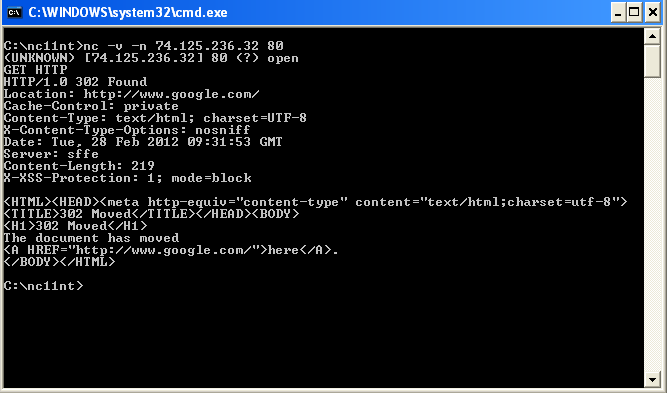 C:\WINDOWS\system32\cmd.exe
C:\nc11nt>nc -v -n 74.125.236.32 80
(UNKNOWN) [74.125.236.32] 80 (?) open
GET HTTP
HTTP/1.0 302 Found
Location: http://www.google.com/
Cache-Control: private
Content-Type: text/html; charset=UTF-8
X-Content-Type-Options: nosniff
Date: Tue, 28 Feb 2012 09:31:53 GMT
Server: sffe
Content-Length: 219
X-XSS-Protection: 1; mode=block
<HTML><HEAD><meta http-equiv="content-type" content="text/html;charset=utf-8">
<TITLE>302 Moved</TITLE></HEAD><BODY>
<H1>302 Moved</H1>
The document has moved
<A HREF="http://www.google.com/">here</A>.
</BODY></HTML>
C:\nc11nt>